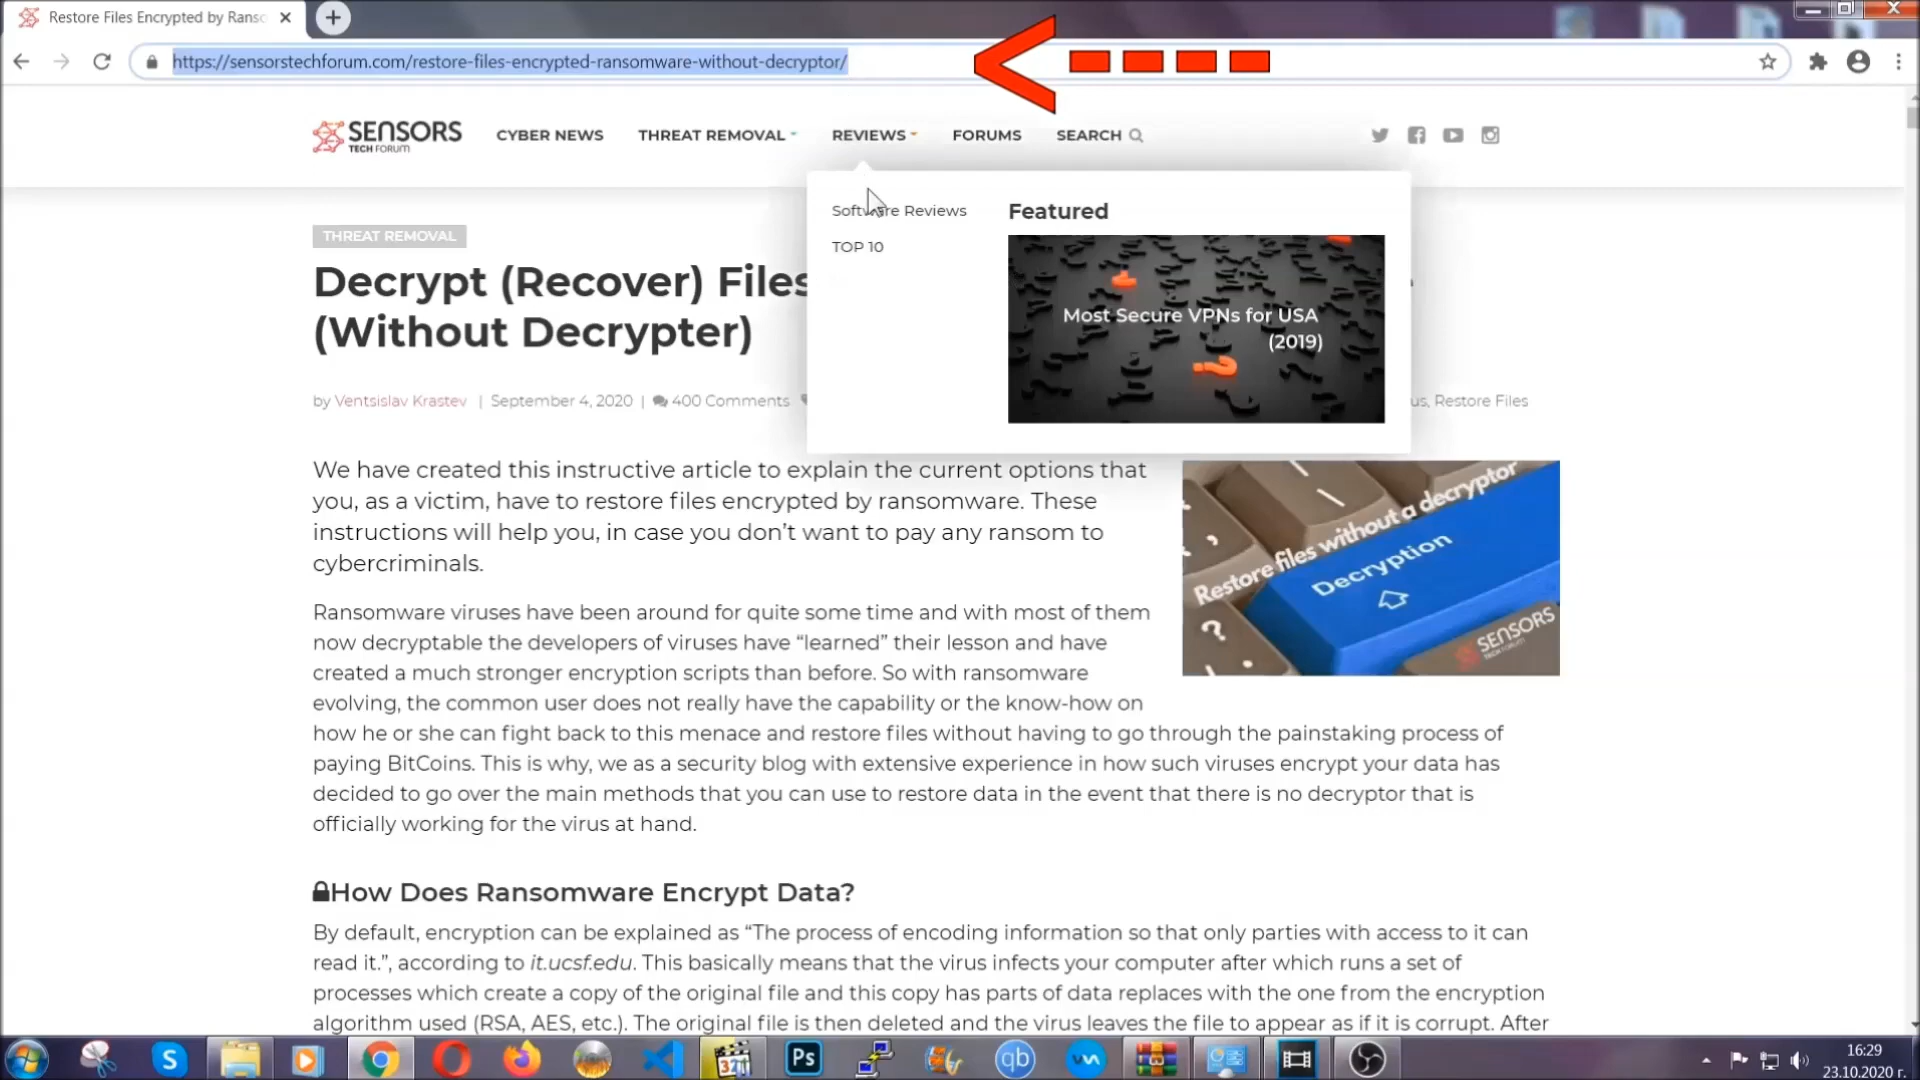 Restore Files Encrypted by Ranso
https://sensorstechforum.com/restore-files-encrypted-ransomware-without-decryptor/
SENSORS
TECH FORUM
CYBER NEWS
THREAT REMOVAL
REVIEWS
FORUMS
SEARCH
Software Reviews
TOP 10
Featured
Most Secure VPNs for USA
(2019)
THREAT REMOVAL
Decrypt (Recover) Files
(Without Decrypter)
by Ventsislav Krastev | September 4, 2020 | 400 Comments
us, Restore Files
We have created this instructive article to explain the current options that
you, as a victim, have to restore files encrypted by ransomware. These
instructions will help you, in case you don't want to pay any ransom to
cybercriminals.
Restore files without a decryptor
Decryption
SENSORS
Ransomware viruses have been around for quite some time and with most of them
now decryptable the developers of viruses have “learned” their lesson and have
created a much stronger encryption scripts than before. So with ransomware
evolving, the common user does not really have the capability or the know-how on
how he or she can fight back to this menace and restore files without having to go through the painstaking process of
paying BitCoins. This is why, we as a security blog with extensive experience in how such viruses encrypt your data has
decided to go over the main methods that you can use to restore data in the event that there is no decryptor that is
officially working for the virus at hand.
How Does Ransomware Encrypt Data?
By default, encryption can be explained as “The process of encoding information so that only parties with access to it can
read it.”, according to it.ucsf.edu. This basically means that the virus infects your computer after which runs a set of
processes which create a copy of the original file and this copy has parts of data replaces with the one from the encryption
algorithm used (RSA, AES, etc.). The original file is then deleted and the virus leaves the file to appear as if it is corrupt. After
321
Ps
qb
16:29
23.10.2020 г.